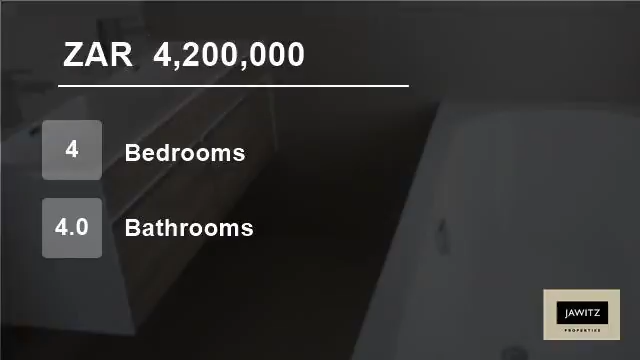 ZAR 4,200,000
4 Bedrooms
4.0 Bathrooms
JAWITZ
PROPERTIES